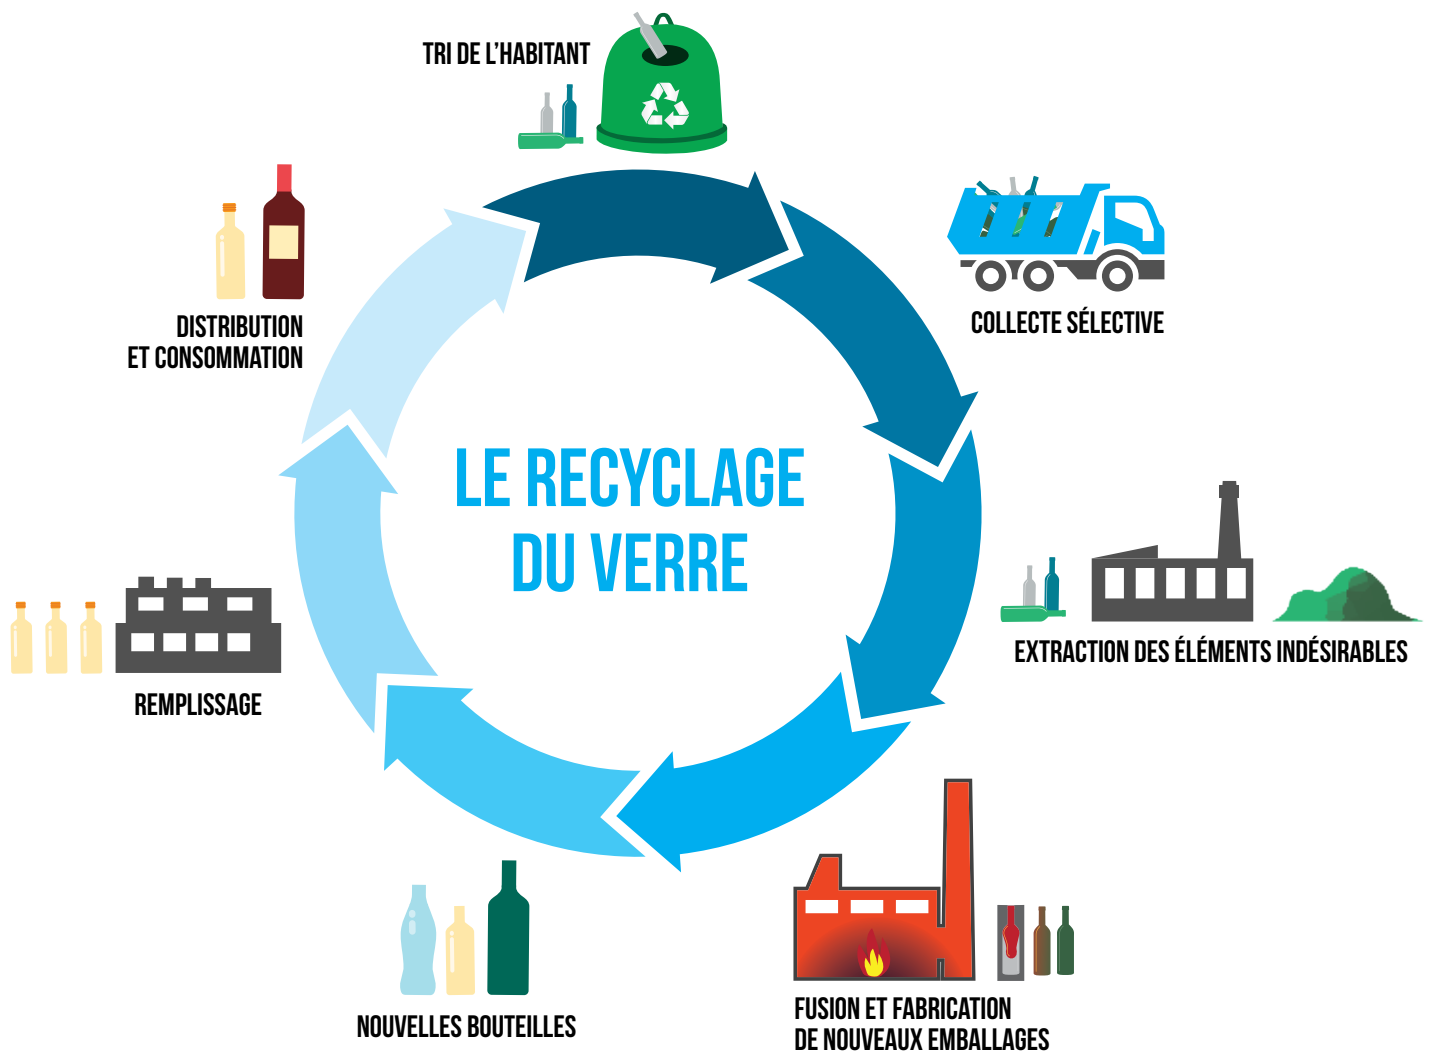 TRI DE L'HABITANT
COLLECTE SÉLECTIVE
EXTRACTION DES ÉLÉMENTS INDÉSIRABLES
FUSION ET FABRICATION
DE NOUVEAUX EMBALLAGES
NOUVELLES BOUTEILLES
REMPLISSAGE
DISTRIBUTION
ET CONSOMMATION
LE RECYCLAGE
DU VERRE